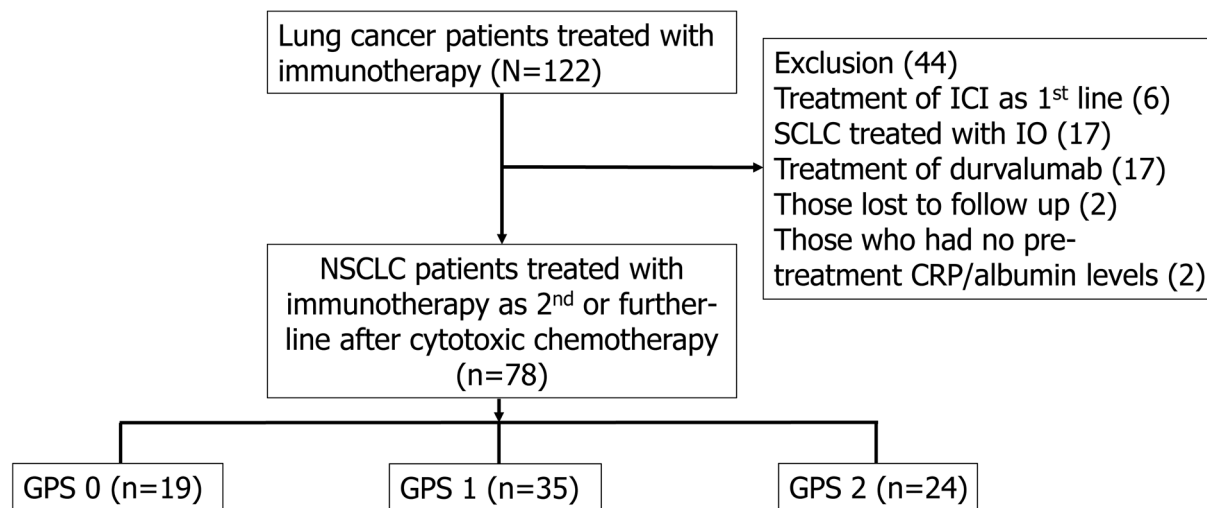 Lung cancer patients treated with
immunotherapy (N=122)
Exclusion (44)
Treatment of ICI as 1st line (6)
SCLC treated with IO (17)
Treatment of durvalumab (17)
Those lost to follow up (2)
Those who had no pre-
treatment CRP/albumin levels (2)
NSCLC patients treated with
immunotherapy as 2nd or further-
line after cytotoxic chemotherapy
(n=78)
GPS 0 (n=19)
GPS 1 (n=35)
GPS 2 (n=24)